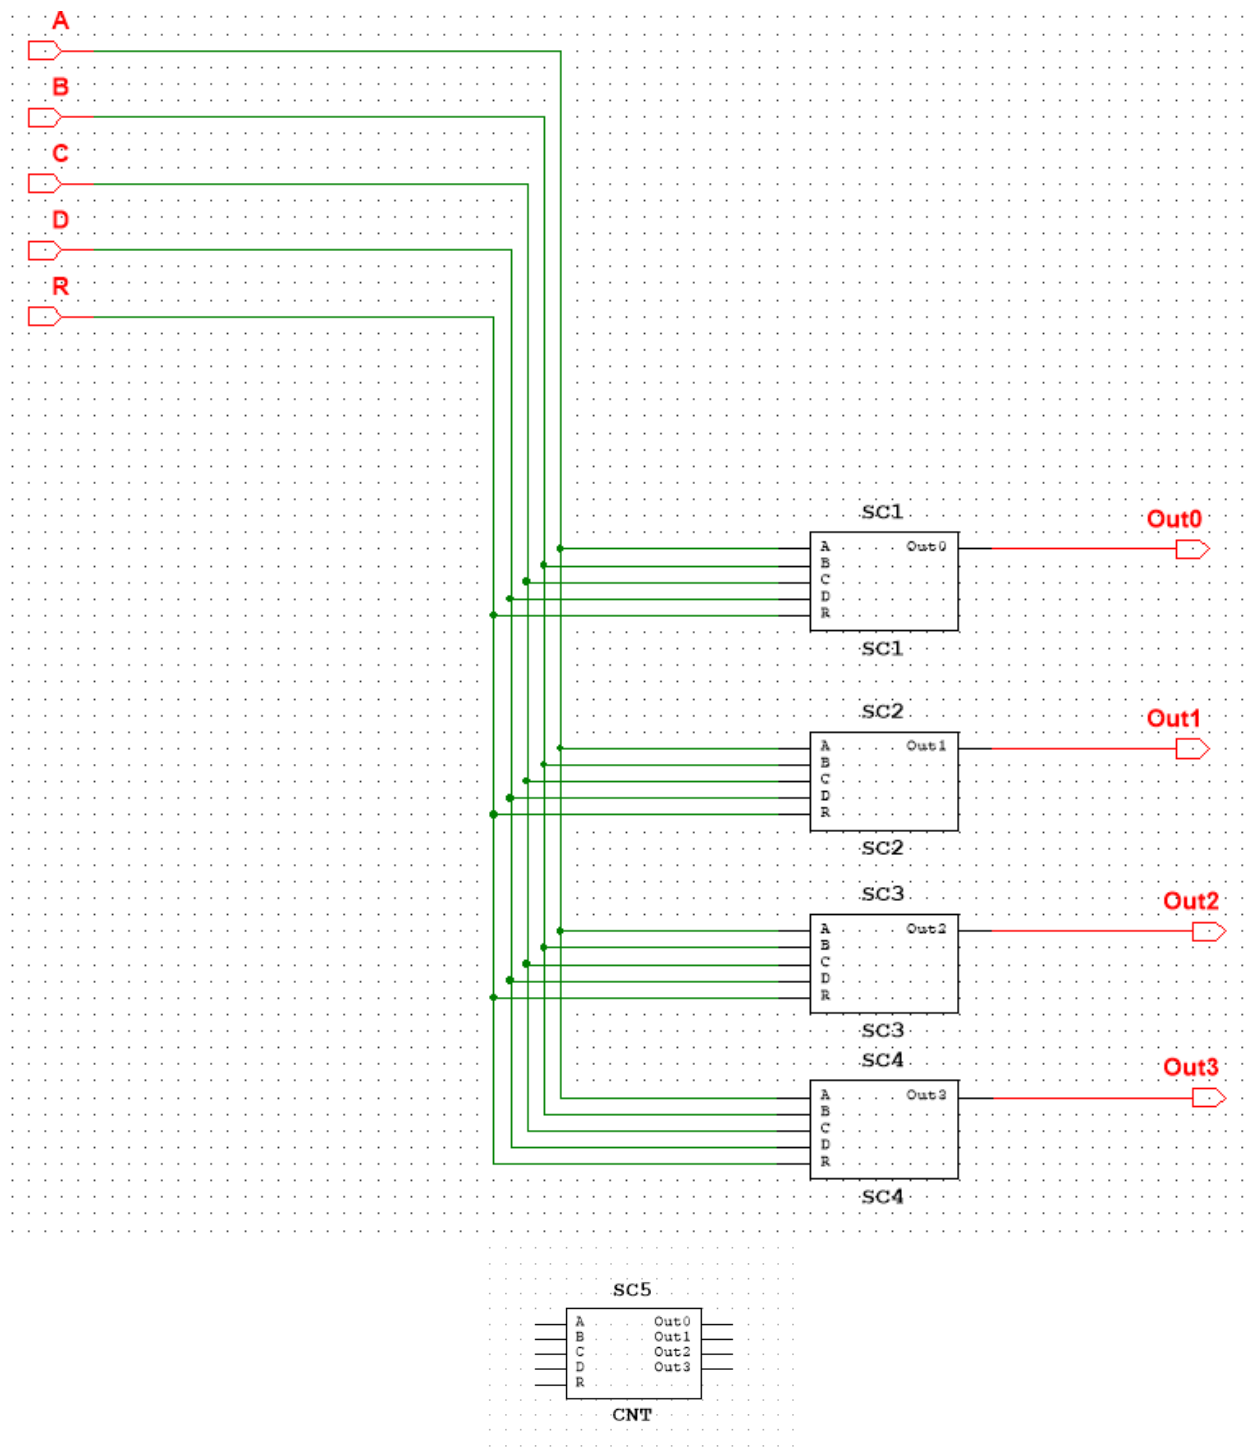 A
B
C
D
R
SC1
A Out0
B
C
D
R
SC1
Out0
SC2
A Out1
B
C
D
R
SC2
Out1
SC3
A Out2
B
C
D
R
SC3
Out2
SC4
A Out3
B
C
D
R
SC4
Out3
SC5
A Out0
B Out1
C Out2
D Out3
R
CNT